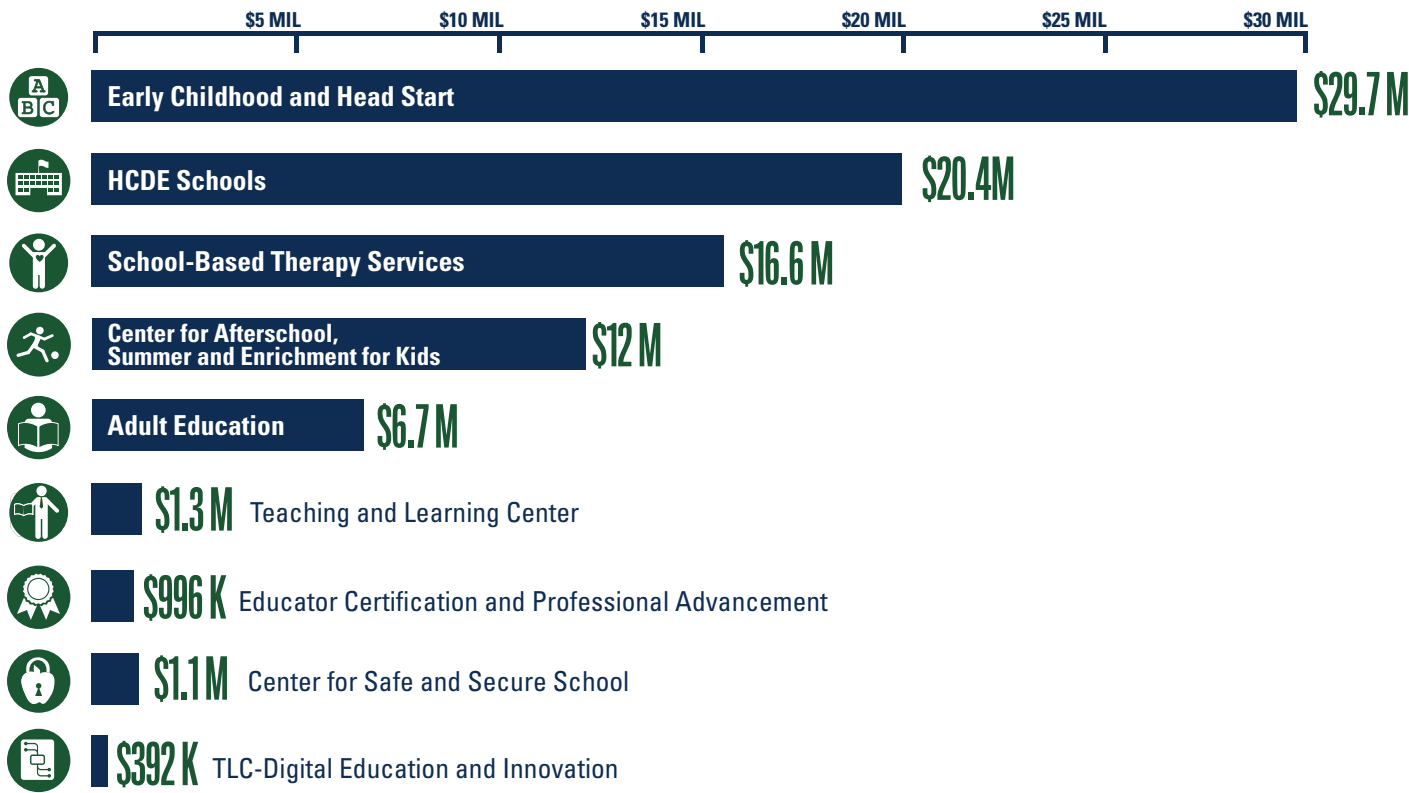 $5 MIL $10 MIL $15 MIL $20 MIL $25 MIL $30 MIL
A
B C
Early Childhood and Head Start $29.7 M
HCDE Schools $20.4M
School-Based Therapy Services $16.6 M
Center for Afterschool,
Summer and Enrichment for Kids $12 M
Adult Education $6.7 M
$1.3 M Teaching and Learning Center
$996 K Educator Certification and Professional Advancement
$1.1 M Center for Safe and Secure School
$392 K TLC-Digital Education and Innovation